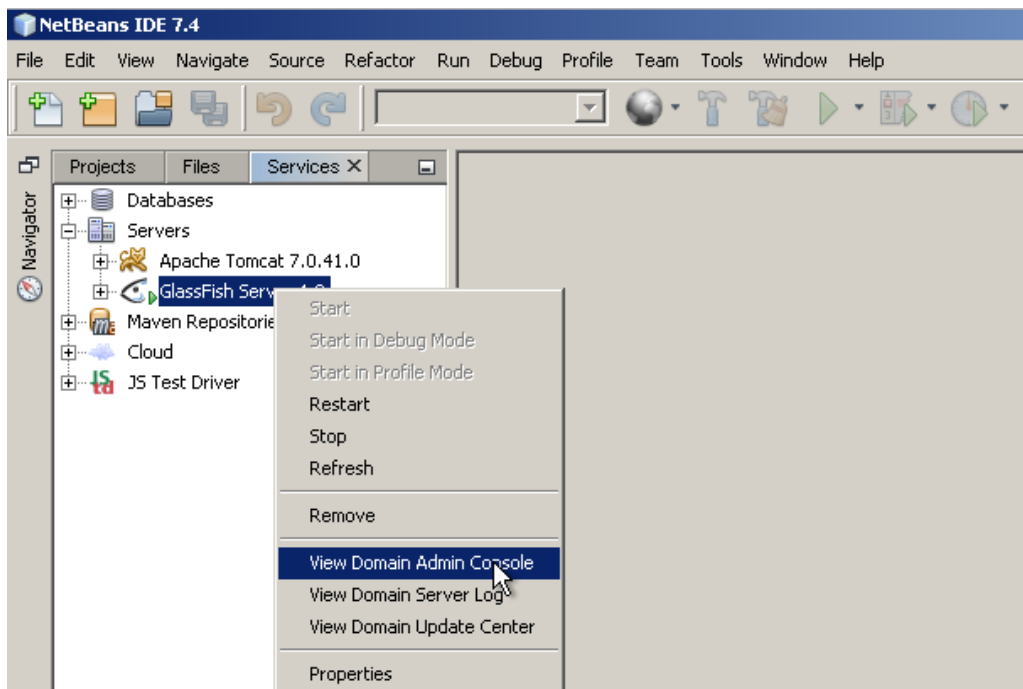 NetBeans IDE 7.4
File Edit View Navigate Source Refactor Run Debug Profile Team Tools Window Help
Projects Files Services
Navigator
Databases
Servers
Apache Tomcat 7.0.41.0
GlassFish
Maven
Cloud
JS Test Driver
Start
Start in Debug Mode
Start in Profile Mode
Restart
Stop
Refresh
Remove
View Domain Admin Console
View Domain Server Log
View Domain Update Center
Properties